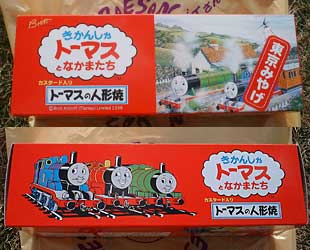 きかんしゃ
トーマス
となかまたち
カスタード入り
トーマスの人形焼
東京みやげ
きかんしゃ
トーマス
となかまたち
カスタード入り
トーマスの人形焼